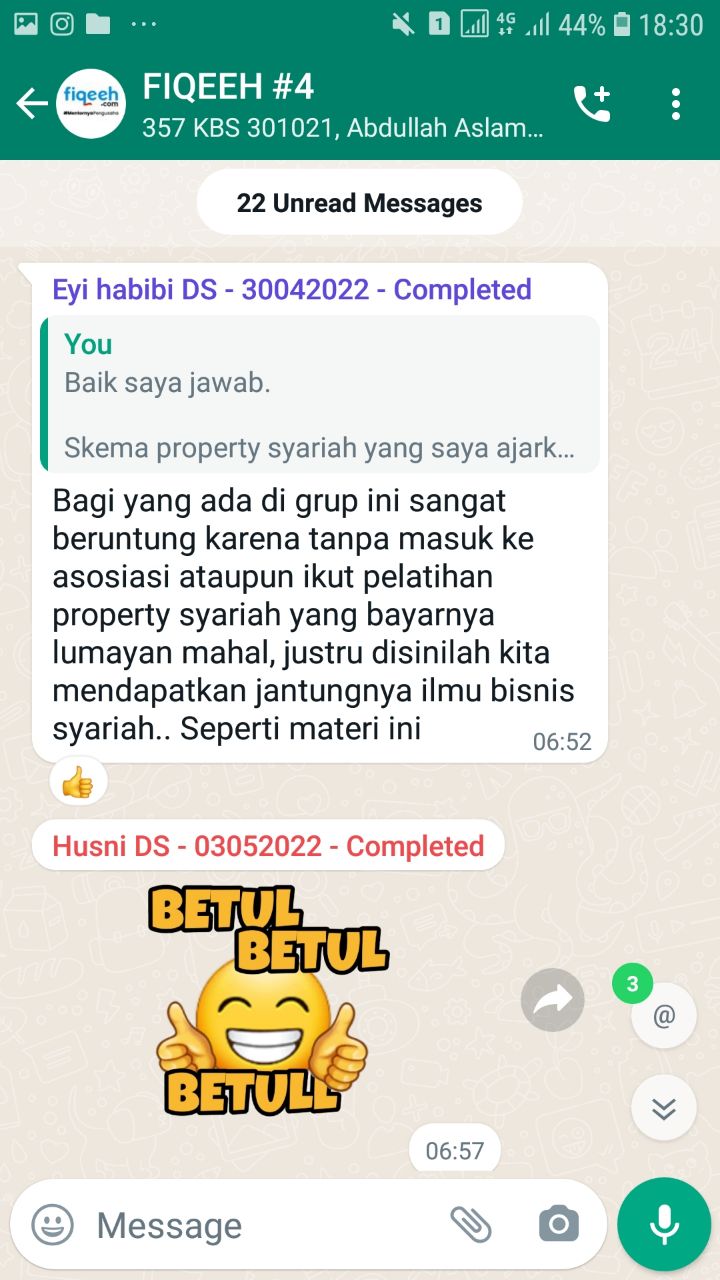 1 4G 44% 18:30
fiqeeh
.com
FIQEEH #4
357 KBS 301021, Abdullah Aslam...
22 Unread Messages
Eyi habibi DS - 30042022 - Completed
You
Baik saya jawab.
Skema property syariah yang saya ajark...
Bagi yang ada di grup ini sangat
beruntung karena tanpa masuk ke
asosiasi ataupun ikut pelatihan
property syariah yang bayarnya
lumayan mahal, justru disinilah kita
mendapatkan jantungnya ilmu bisnis
syariah.. Seperti materi ini
06:52
Husni DS - 03052022 - Completed
BETUL
BETUL
BETULL
3
@
06:57
Message